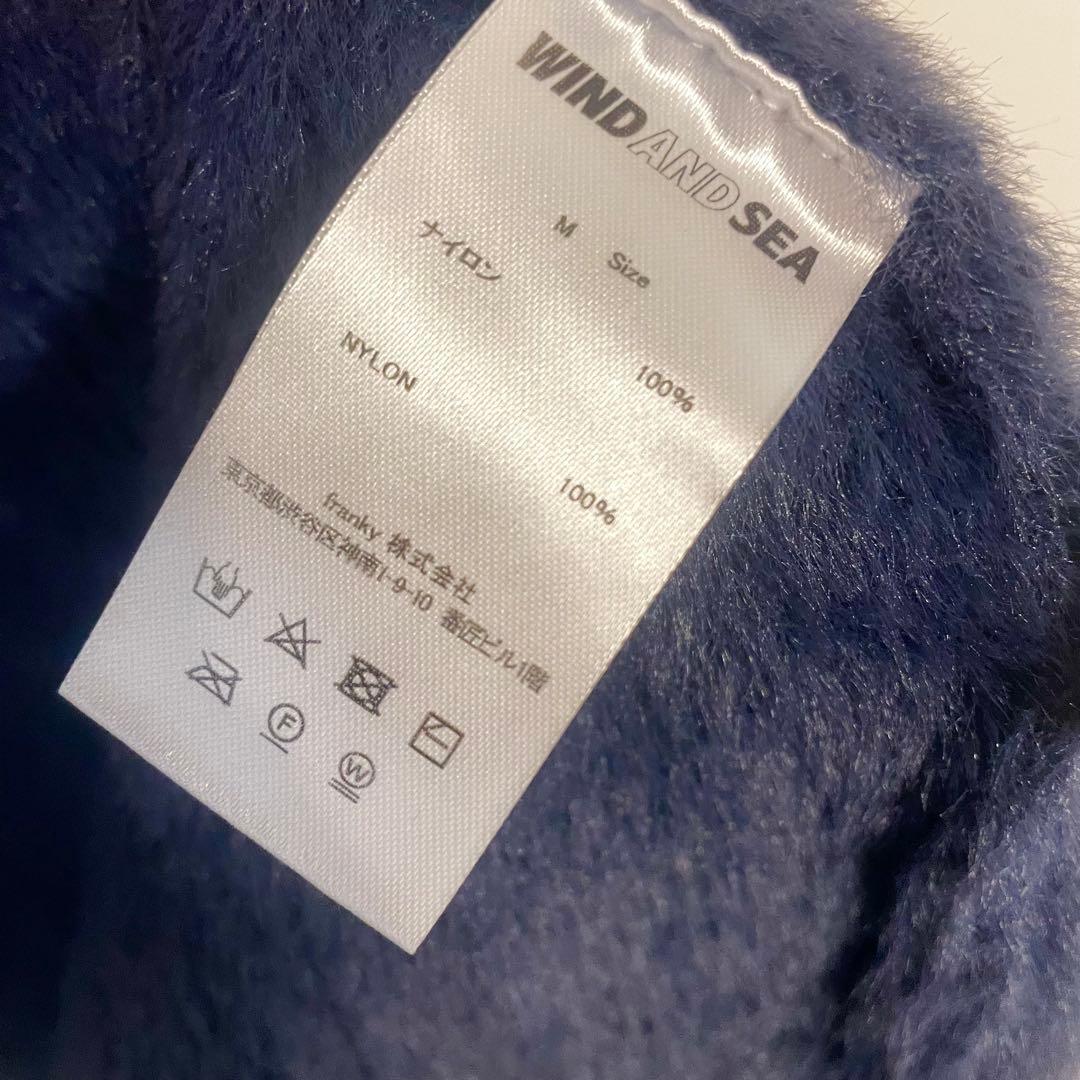 WIND AND SEA
M Size
ナイロン 100%
NYLON 100%
franky 株式会社
東京都渋谷区神南1-9-10 番匠ビル1階
F
W